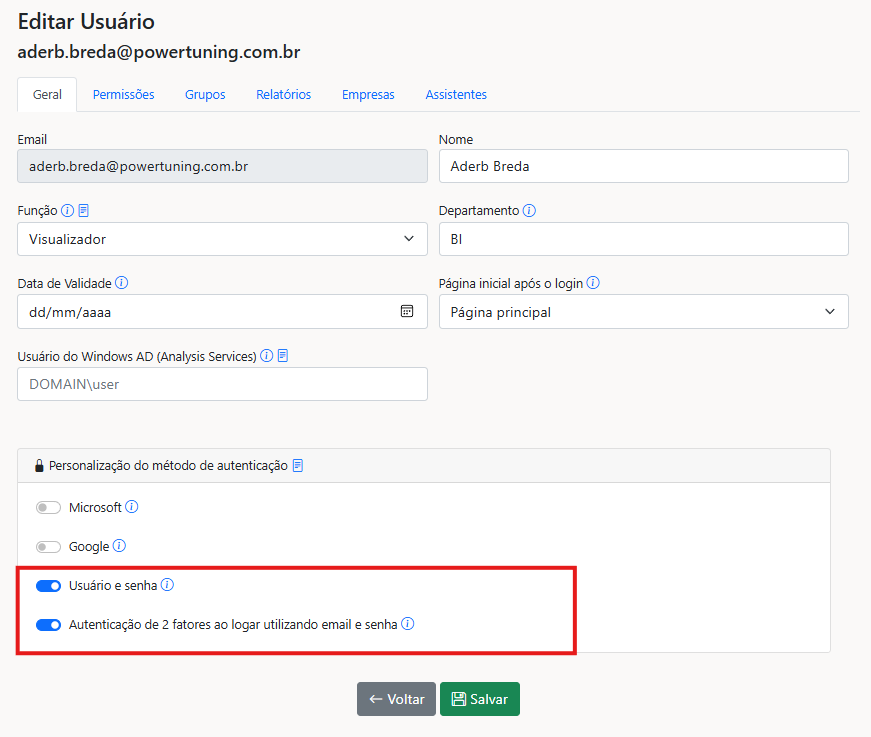 Editar Usuário
aderb.breda@powertuning.com.br
Geral Permissões Grupos Relatórios Empresas Assistentes
Email Nome
aderb.breda@powertuning.com.br Aderb Breda
Função Departamento
Visualizador BI
Data de Validade Página inicial após o login
dd/mm/aaaa Página principal
Usuário do Windows AD (Analysis Services)
DOMAIN\user
Personalização do método de autenticação
Microsoft
Google
Usuário e senha
Autenticação de 2 fatores ao logar utilizando email e senha
Voltar Salvar